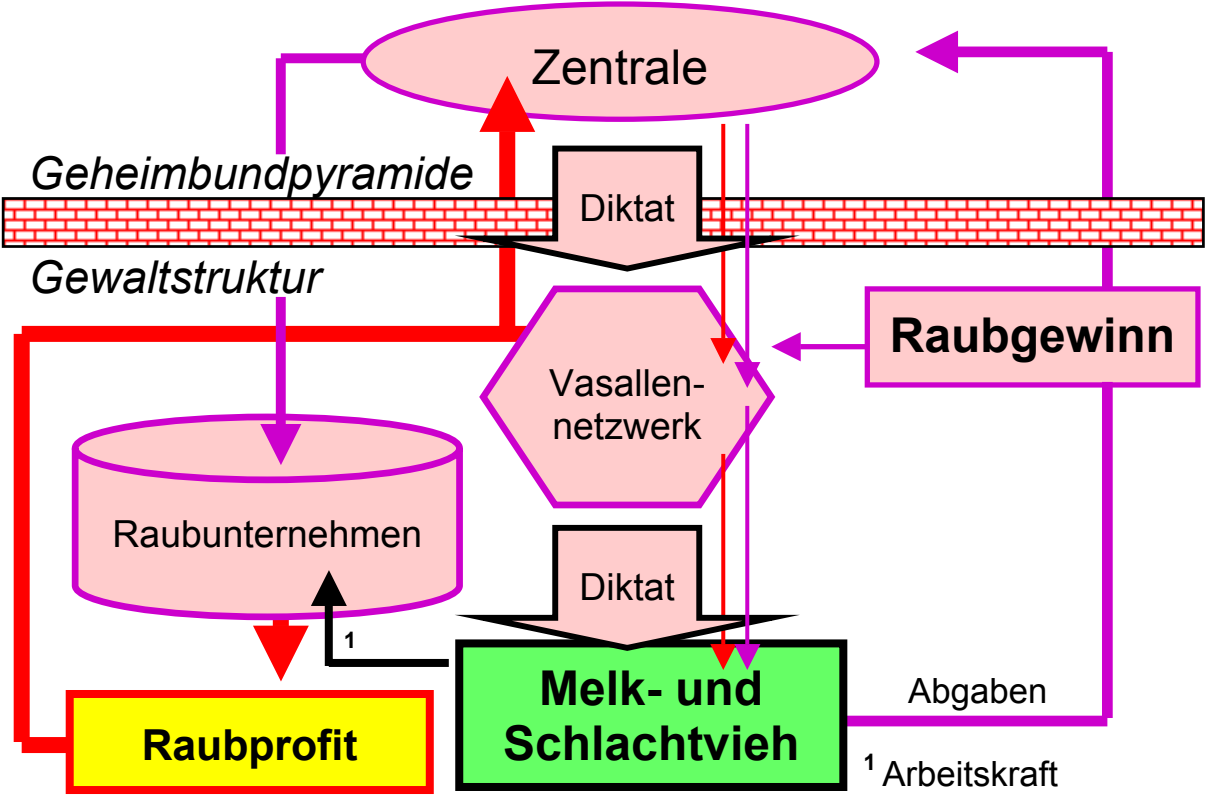 Zentrale
Geheimbundpyramide
Diktat
Gewaltstruktur
Raubgewinn
Vasallen-
netzwerk
Raubunternehmen
Diktat
1
Melk- und
Schlachtvieh
Abgaben
Raubprofit
1 Arbeitskraft